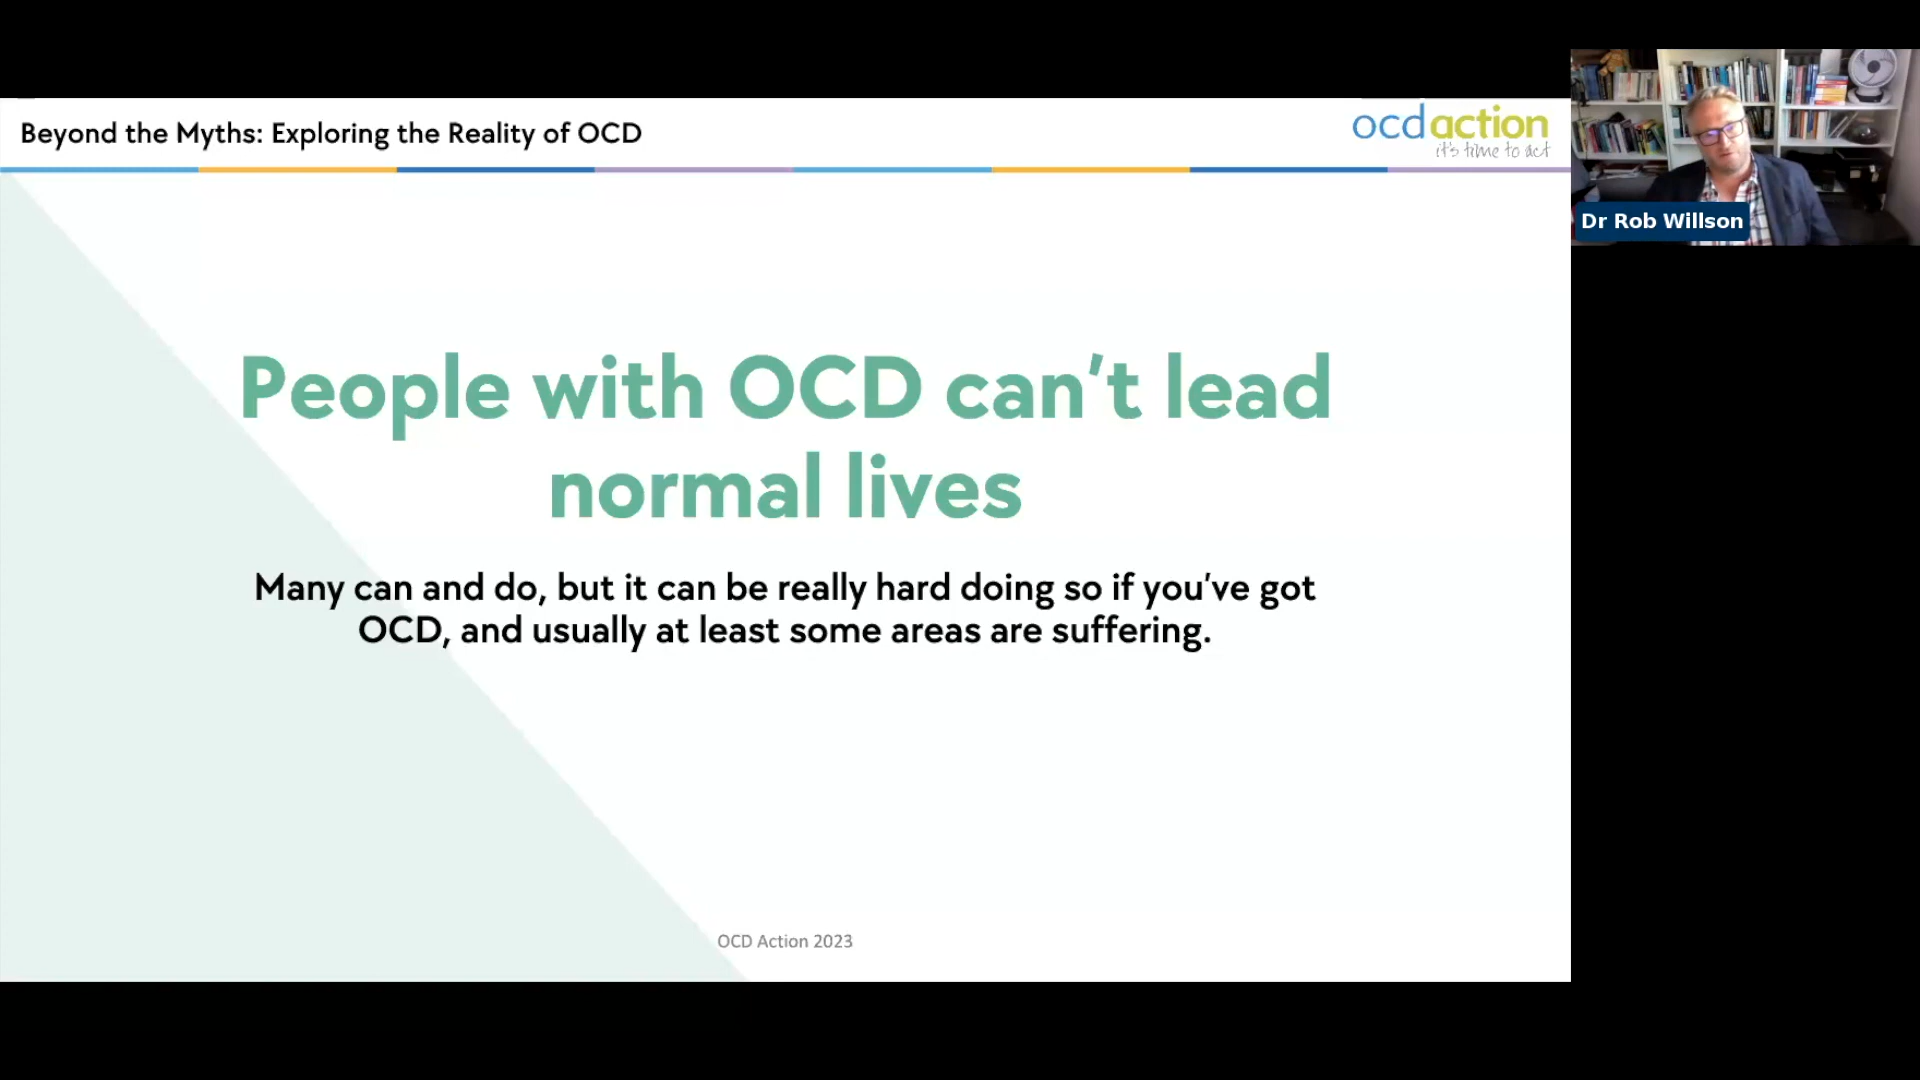 Beyond the Myths: Exploring the Reality of OCD
ocdaction
it's time to act
Dr Rob Willson
People with OCD can't lead
normal lives
Many can and do, but it can be really hard doing so if you've got
OCD, and usually at least some areas are suffering.
OCD Action 2023